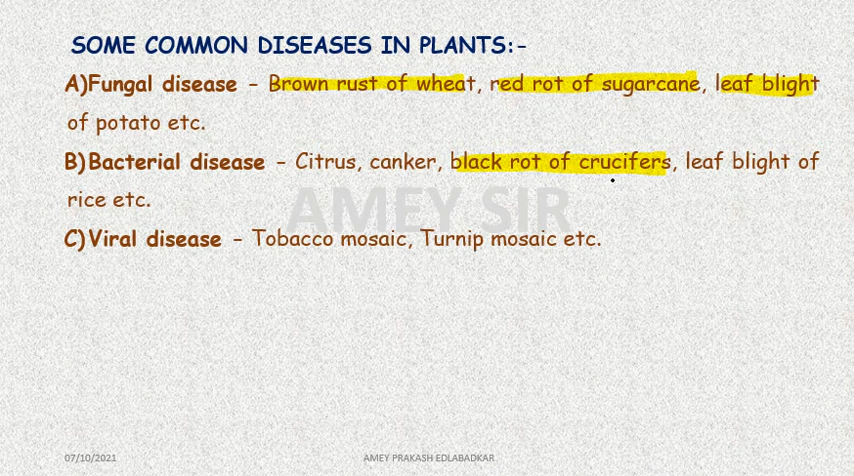 SOME COMMON DISEASES IN PLANTS:-
A)Fungal disease – Brown rust of wheat, red rot of sugarcane, leaf blight
of potato etc.
B)Bacterial disease – Citrus, canker, black rot of crucifers, leaf blight of
rice etc.
AMEY SIR
C)Viral disease – Tobacco mosaic, Turnip mosaic etc.
07/10/2021
AMEY PRAKASH EDLABADKAR